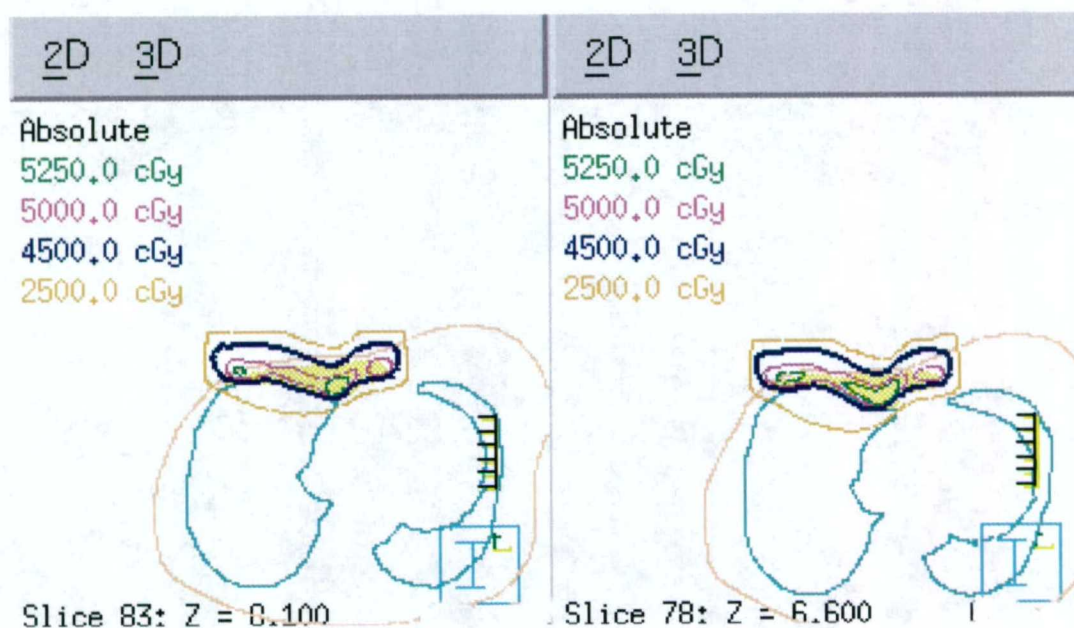 2D 3D
Absolute
5250.0 cGy
5000.0 cGy
4500.0 cGy
2500.0 cGy
Slice 83: Z = 8.100
2D 3D
Absolute
5250.0 cGy
5000.0 cGy
4500.0 cGy
2500.0 cGy
Slice 78: Z = 6.600